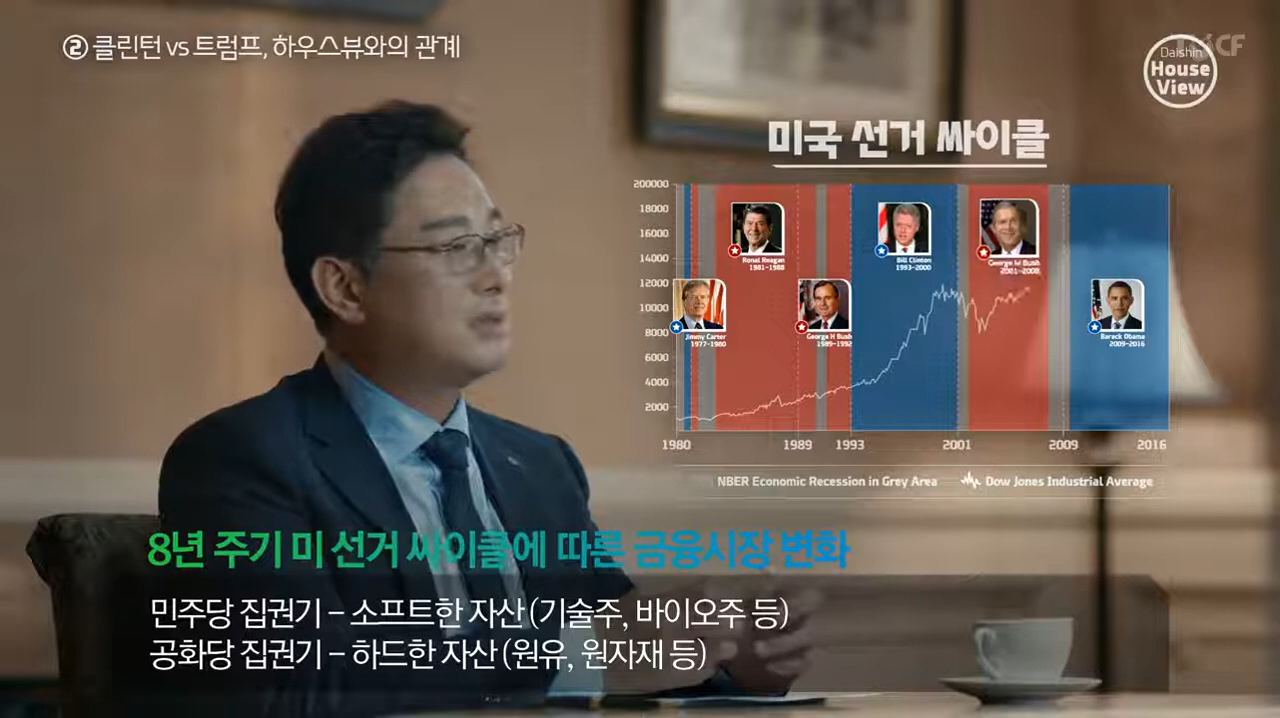 ② 클린턴 vs 트럼프, 하우스뷰와의 관계
Daishin
House
View
미국 선거 싸이클
200000
18000
16000
14000
12000
10000
8000
6000
4000
2000
Ronal Reagan
1981-1988
Bill Clinton
1993-2000
George W Bush
2001-2008
Jimmy Carter
1977-1980
George H Bush
1989-1992
Barack Obama
2009-2016
1980 1989 1993 2001 2009 2016
NBER Economic Recession in Grey Area
Dow Jones Industrial Average
8년 주기 미 선거 싸이클에 따른 금융시장 변화
민주당 집권기 – 소프트한 자산 (기술주, 바이오주 등)
공화당 집권기 – 하드한 자산 (원유, 원자재 등)